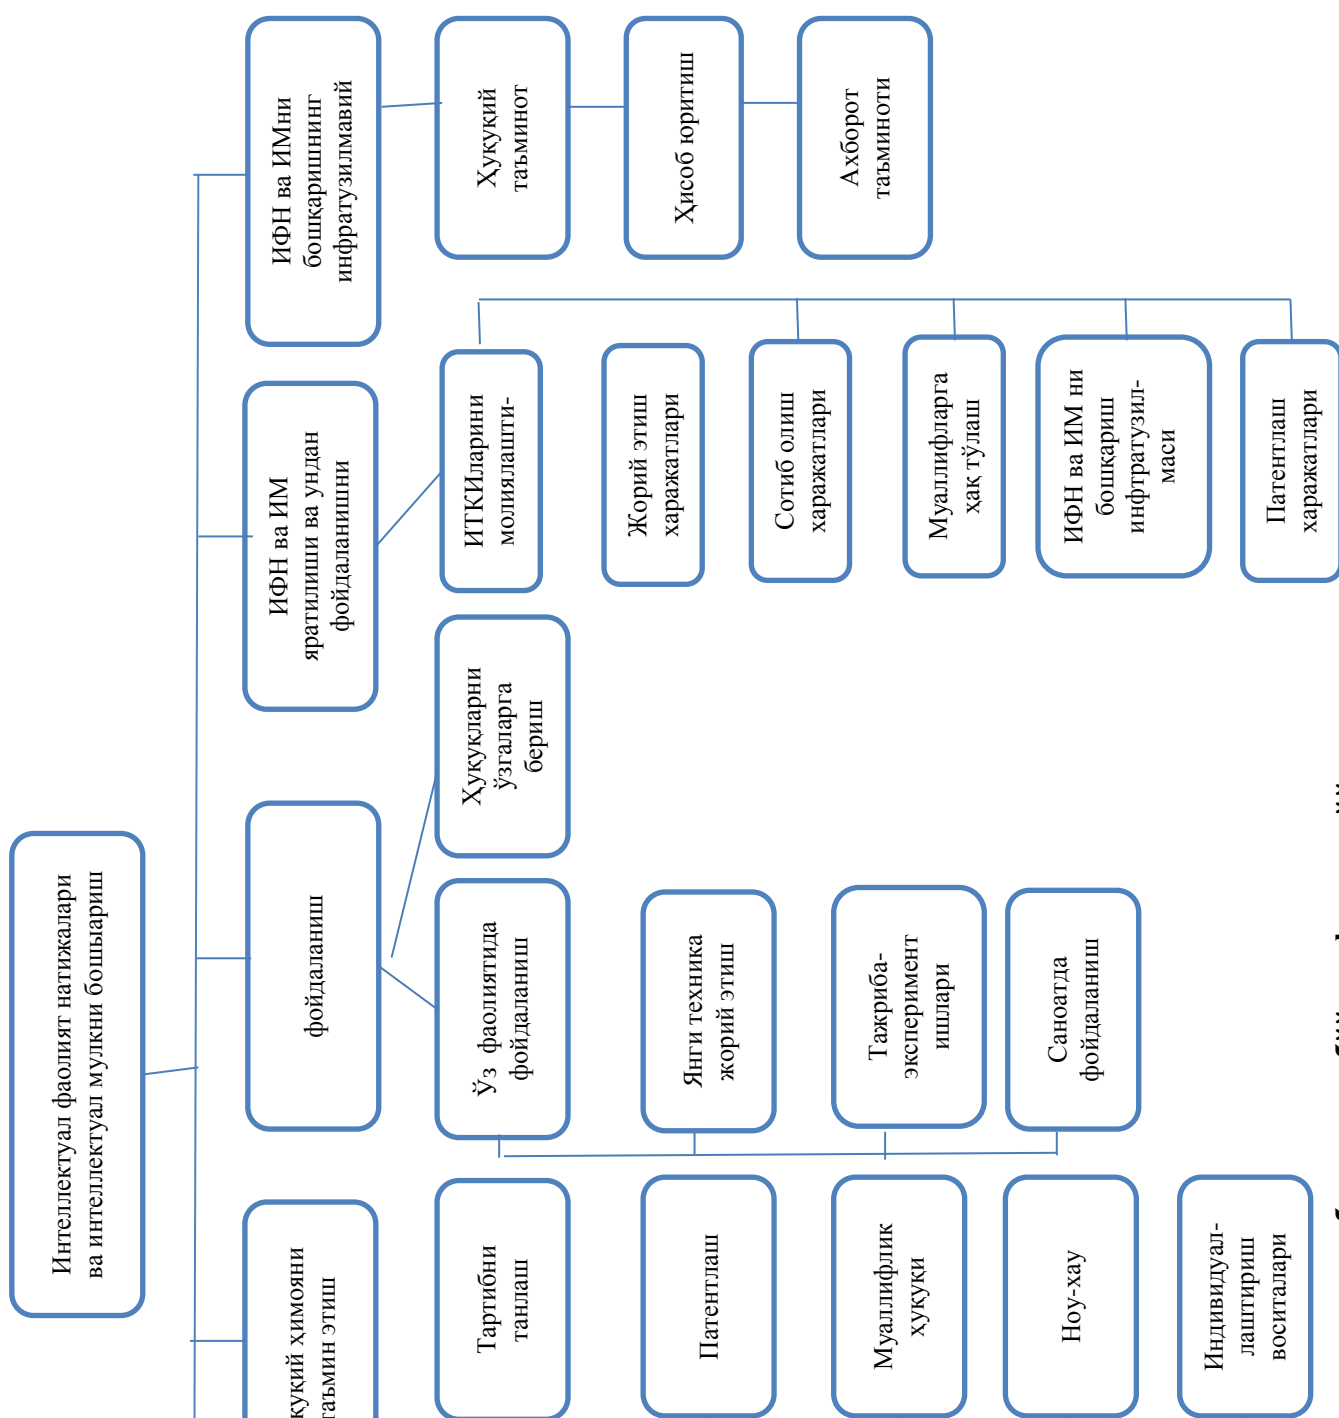 Интеллектуал фаолият натижалари
ва интеллектуал мулкни бошыариш
таъмин этиш
фойдаланиш
ИФН ва ИМ
яратилиши ва ундан
фойдаланишни
ИФН ва ИМни
бошқаришнинг
инфратузилмавий
Тартибни
танлаш
Ўз фаолиятида
фойдаланиш
Ҳуқуқларни
ўзгаларга
бериш
ИТКИларини
молиялашти-
Ҳуқуқий
таъминот
Патентлаш
Янги техника
жорий этиш
Жорий этиш
харажатлари
Ҳисоб юритиш
Муаллифлик
ҳуқуқи
Тажриба-
эксперимент
ишлари
Сотиб олиш
харажатлари
Ахборот
таъминоти
Ноу-хау
Саноатда
фойдаланиш
Муаллифларга
ҳақ тўлаш
Индивидуал-
лаштириш
воситалари
ИФН ва ИМ ни
бошқариш
инфтратузил-
маси
Патентлаш
харажатлари